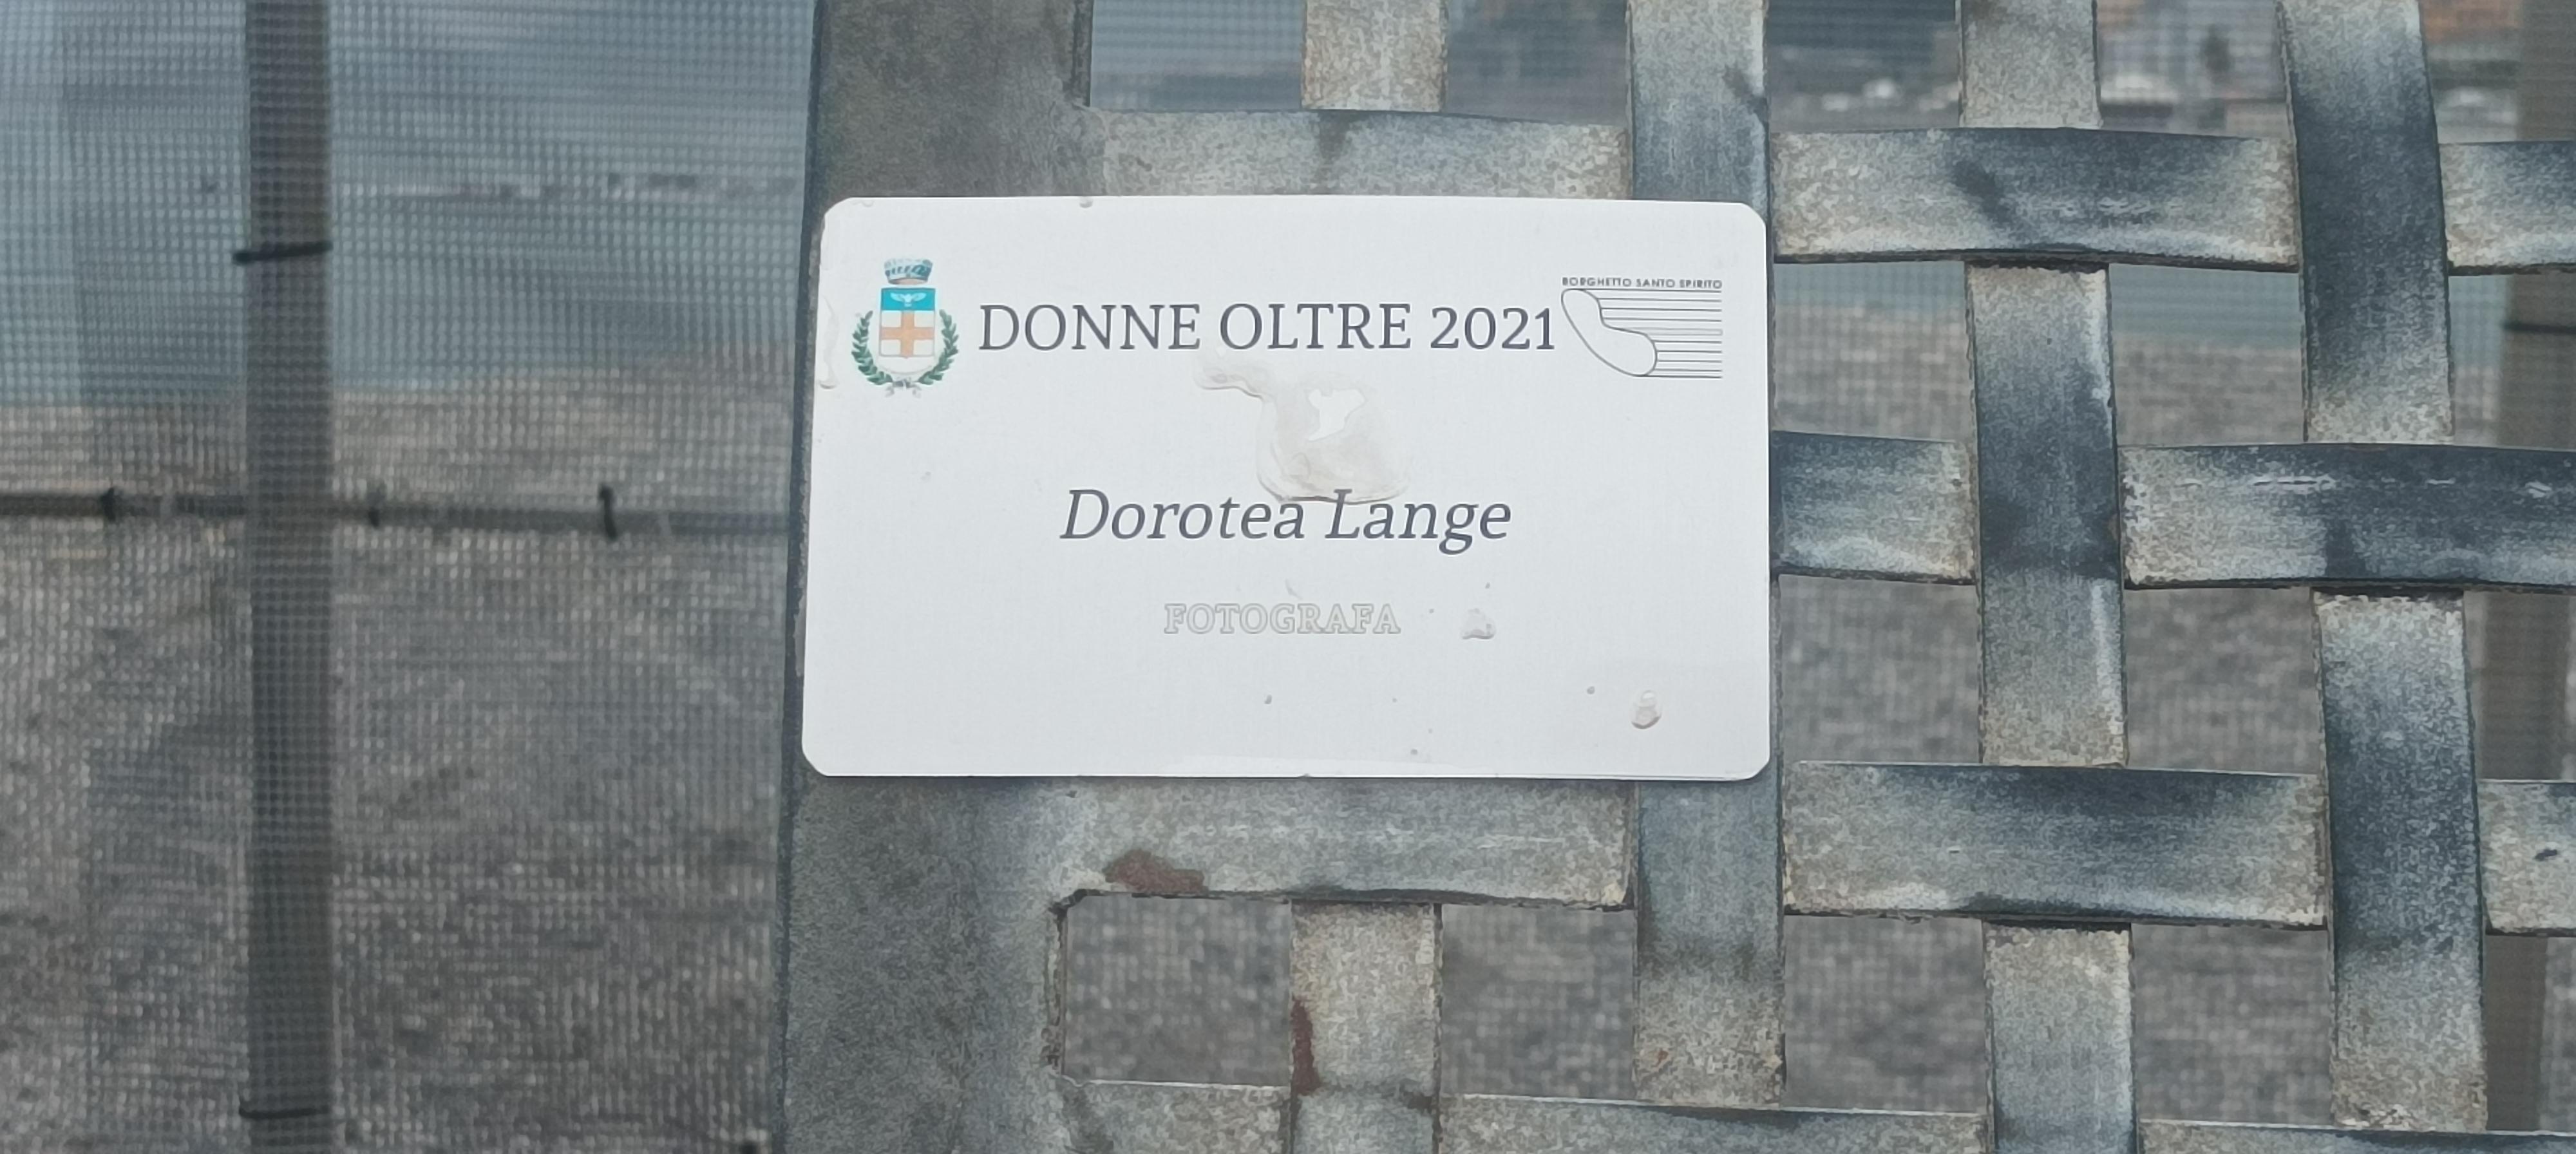 DONNE OLTRE 2021
BORGHETTO SANTO SPIRITO
Dorotea Lange
FOTOGRAFA